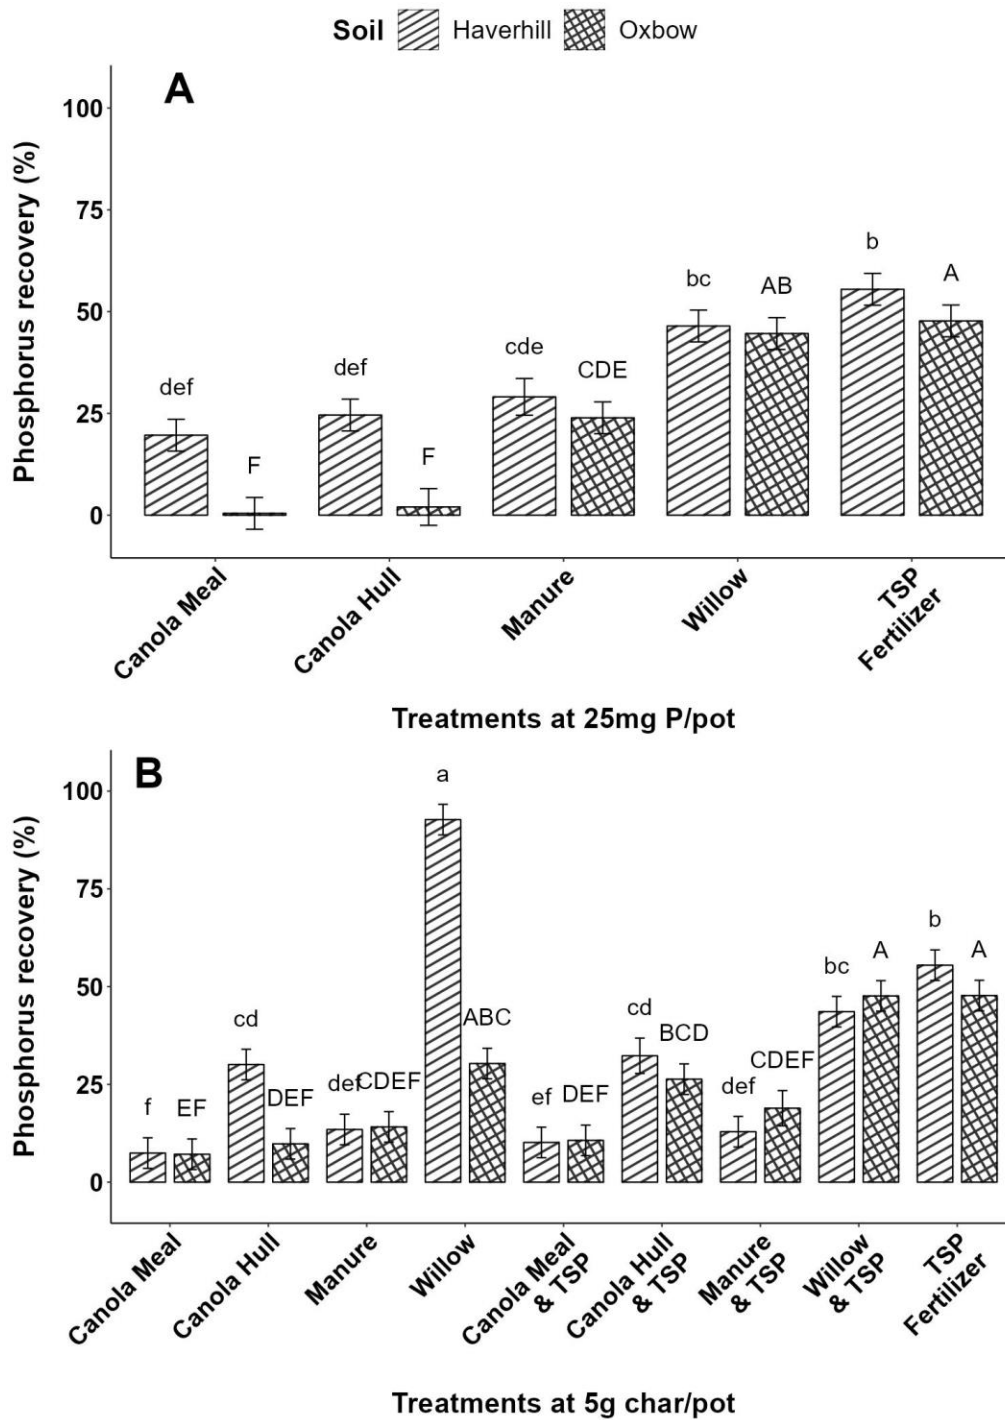 Soil Haverhill Oxbow
A
Phosphorus recovery (%)
100
75
50
25
0
def
F
def
F
cde
CDE
bc
AB
b
A
Canola Meal
Canola Hull
Manure
Willow
TSP
Fertilizer
Treatments at 25mg P/pot
B
Phosphorus recovery (%)
100
75
50
25
0
f
EF
cd
DEF
def
CDEF
a
ABC
ef
DEF
cd
BCD
def
CDEF
bc
A
b
A
Canola Meal
Canola Hull
Manure
Willow
Canola Meal
& TSP
Canola Hull
& TSP
Manure
& TSP
Willow
& TSP
TSP
Fertilizer
Treatments at 5g char/pot